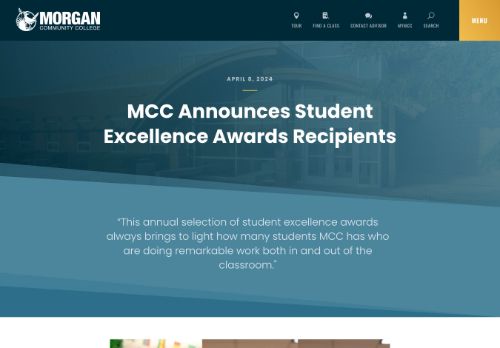 MORGAN
COMMUNITY COLLEGE
TOUR
FIND A CLASS
CONTACT ADVISOR
MYMCC
SEARCH
MENU
APRIL 8, 2024
MCC Announces Student
Excellence Awards Recipients
“This annual selection of student excellence awards
always brings to light how many students MCC has who
are doing remarkable work both in and out of the
classroom."